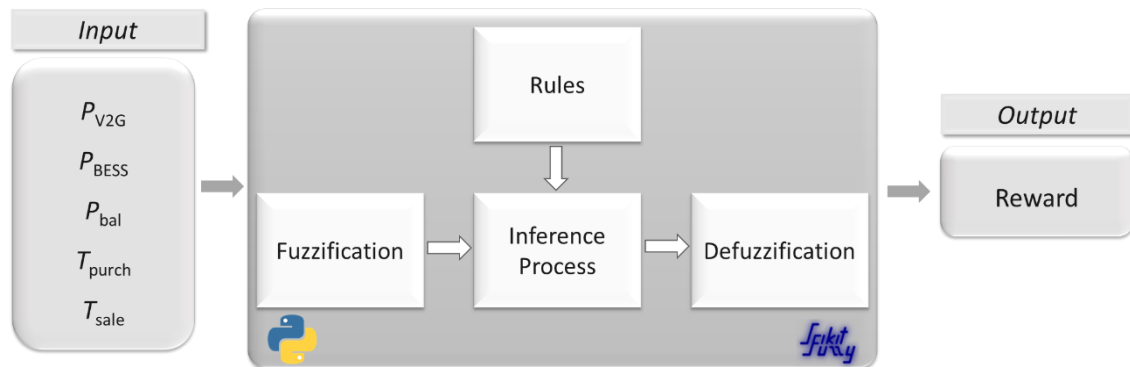 Input
P_V2G
P_BESS
P_bal
T_purch
T_sale
Rules
Fuzzification
Inference
Process
Defuzzification
Scikit
Fuzzy
Output
Reward